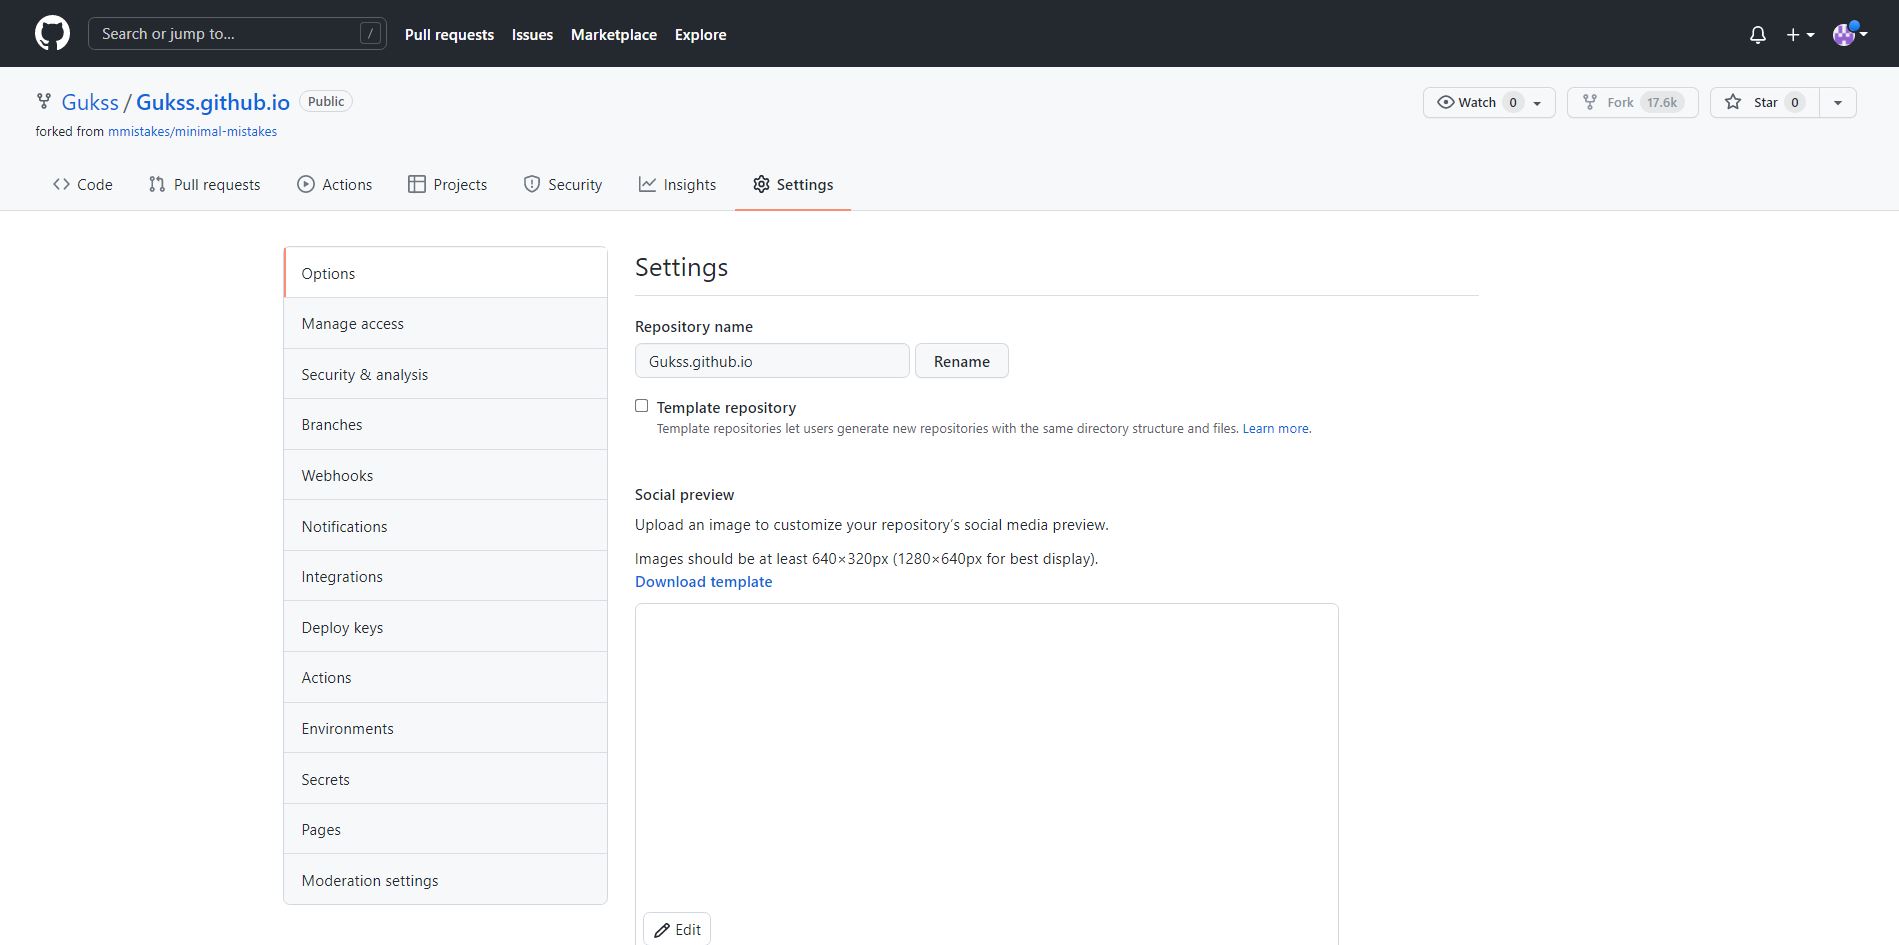 Search or jump to... / Pull requests Issues Marketplace Explore
Gukss / Gukss.github.io Public Watch 0 Fork 17.6k Star 0
forked from mmistakes/minimal-mistakes
Code Pull requests Actions Projects Security Insights Settings
Options
Manage access
Security & analysis
Branches
Webhooks
Notifications
Integrations
Deploy keys
Actions
Environments
Secrets
Pages
Moderation settings
Settings
Repository name
Gukss.github.io Rename
Template repository
Template repositories let users generate new repositories with the same directory structure and files. Learn more.
Social preview
Upload an image to customize your repository's social media preview.
Images should be at least 640×320px (1280×640px for best display).
Download template
Edit